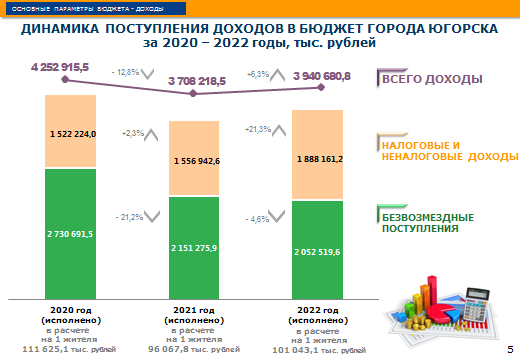 ОСНОВНЫЕ ПАРАМЕТРЫ БЮДЖЕТА - ДОХОДЫ
ДИНАМИКА ПОСТУПЛЕНИЯ ДОХОДОВ В БЮДЖЕТ ГОРОДА ЮГОРСКА
за 2020 – 2022 годы, тыс. рублей
4 252 915,5
- 12,8%
3 708 218,5
+6,3%
3 940 680,8
ВСЕГО ДОХОДЫ
1 522 224,0
+2,3%
1 556 942,6
+21,3%
1 888 161,2
НАЛОГОВЫЕ И
НЕНАЛОГОВЫЕ ДОХОДЫ
2 730 691,5
- 21,2%
2 151 275,9
- 4,6%
2 052 519,6
БЕЗВОЗМЕЗДНЫЕ
ПОСТУПЛЕНИЯ
2020 год
(исполнено)
в расчете
на 1 жителя
111 625,1 тыс. рублей
2021 год
(исполнено)
в расчете
на 1 жителя
96 067,8 тыс. рублей
2022 год
(исполнено)
в расчете
на 1 жителя
101 043,1 тыс. рублей
5